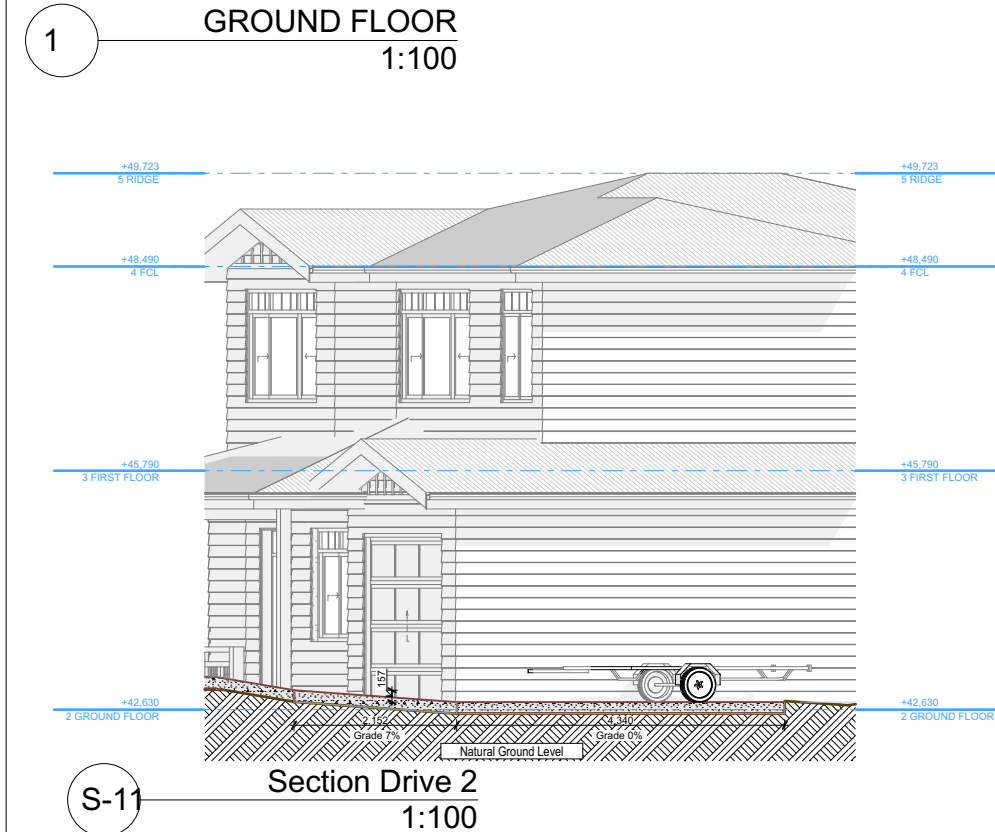 1
GROUND FLOOR
1:100
+49,723
5 RIDGE
+49,723
5 RIDGE
+48,490
4 FCL
+48,490
4 FCL
+45,790
3 FIRST FLOOR
+45,790
3 FIRST FLOOR
L
157
+42,630
2 GROUND FLOOR
+42,630
2 GROUND FLOOR
2,152
Grade 7%
4,340
Grade 0%
Natural Ground Level
S-11
Section Drive 2
1:100